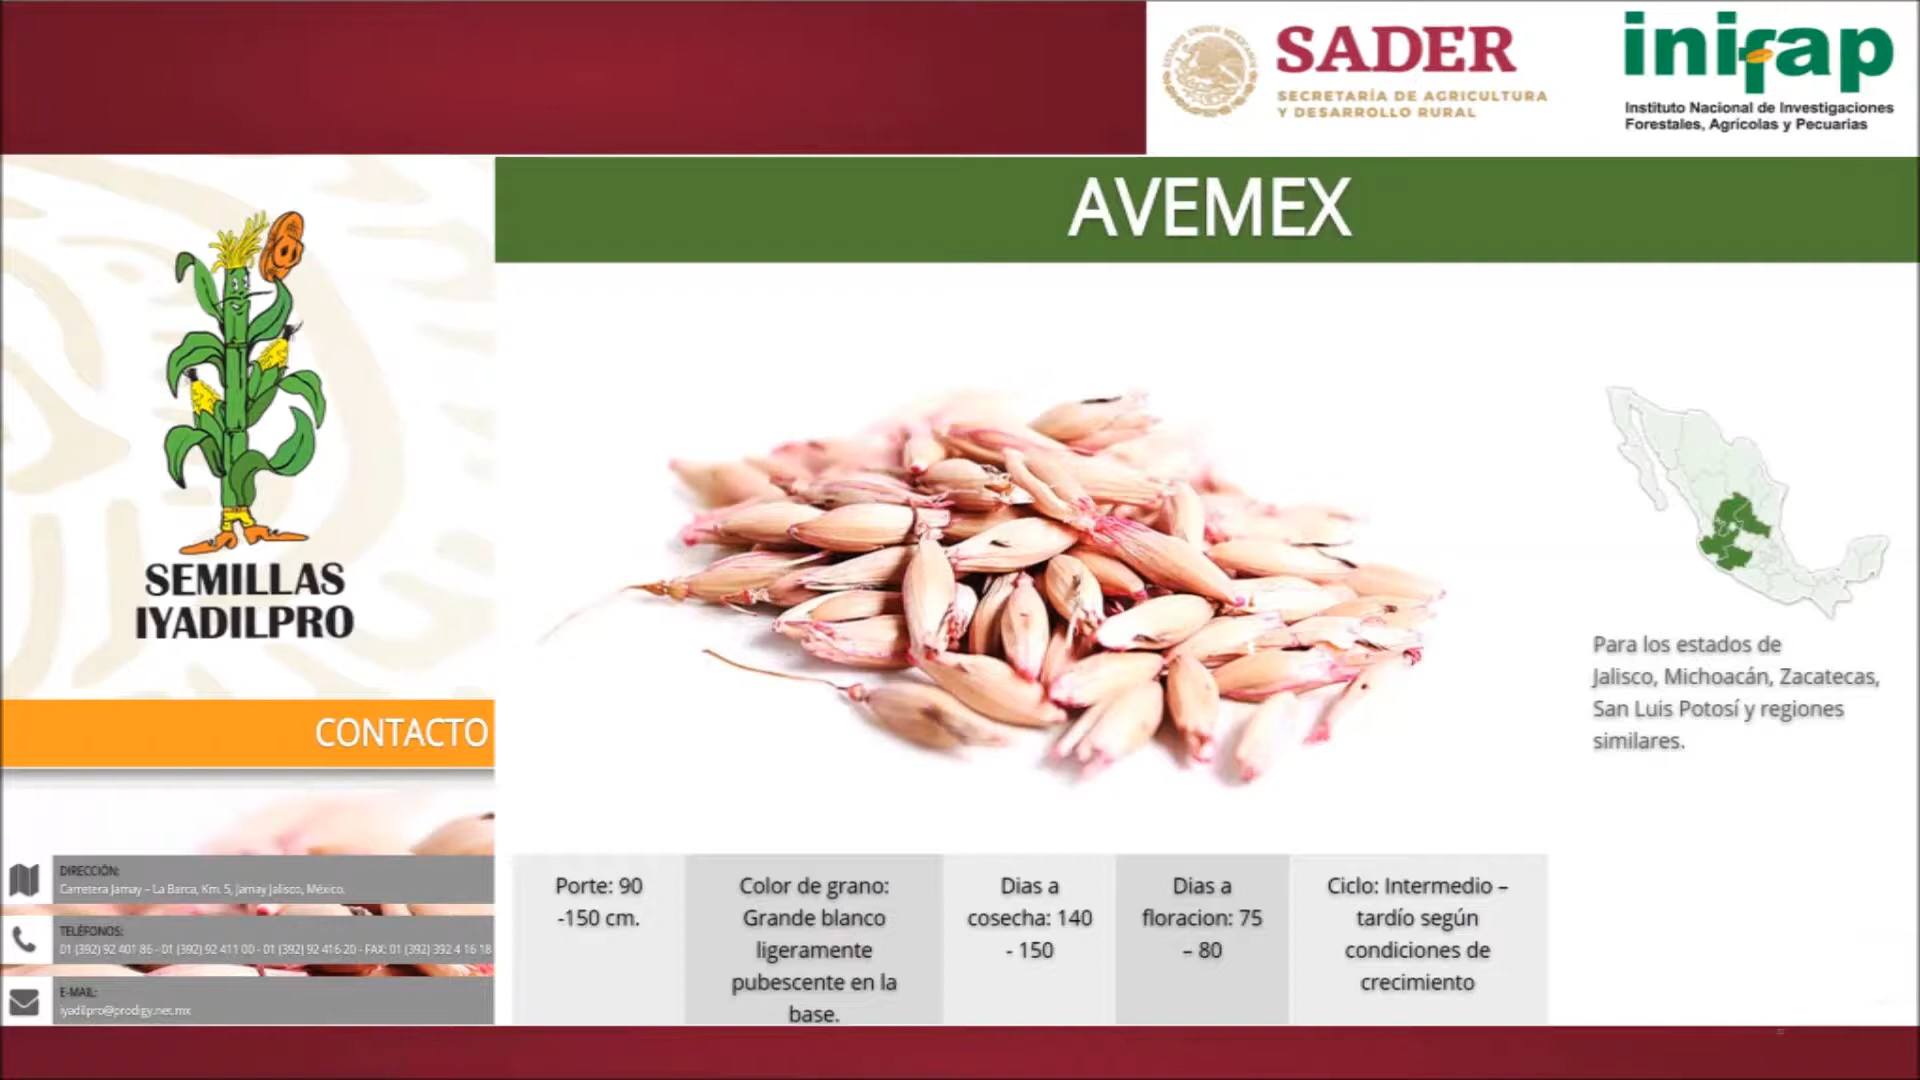 SADER
SECRETARÍA DE AGRICULTURA
Y DESARROLLO RURAL
inifap
Instituto Nacional de Investigaciones
Forestales, Agrícolas y Pecuarias
AVEMEX
SEMILLAS
IYADILPRO
CONTACTO
DIRECCIÓN:
Carretera Jamay – La Barca, Km. 5, Jamay Jalisco, México.
TELÉFONOS:
01 (392) 92 401 86 - 01 (392) 92 411 00 - 01 (392) 92 416 20 - FAX: 01 (392) 392 4 16 18
E-MAIL:
iyadilpro@prodigy.net.mx
Para los estados de
Jalisco, Michoacán, Zacatecas,
San Luis Potosí y regiones
similares.
Porte: 90
-150 cm.
Color de grano:
Grande blanco
ligeramente
pubescente en la
base.
Dias a
cosecha: 140
- 150
Dias a
floracion: 75
– 80
Ciclo: Intermedio –
tardío según
condiciones de
crecimiento